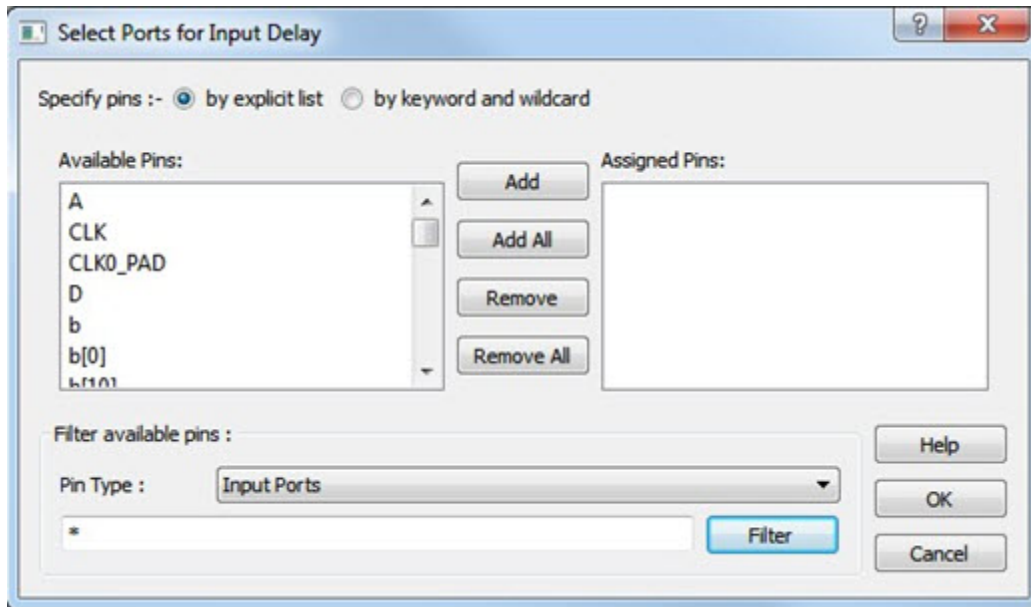 Select Ports for Input Delay
Specify pins :- by explicit list by keyword and wildcard
Available Pins:
A
CLK
CLK0_PAD
D
b
b[0]
b[10]
Add
Add All
Remove
Remove All
Assigned Pins:
Filter available pins :
Pin Type : Input Ports
*
Filter
Help
OK
Cancel